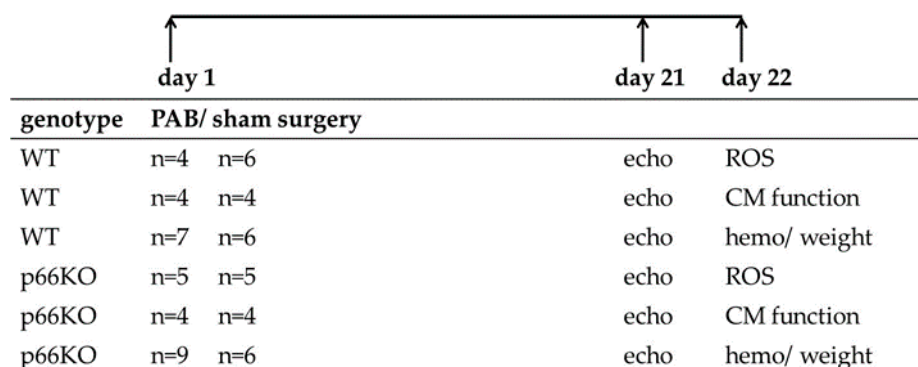 day 1 day 21 day 22
genotype PAB/ sham surgery
WT n=4 n=6 echo ROS
WT n=4 n=4 echo CM function
WT n=7 n=6 echo hemo/ weight
p66KO n=5 n=5 echo ROS
p66KO n=4 n=4 echo CM function
p66KO n=9 n=6 echo hemo/ weight